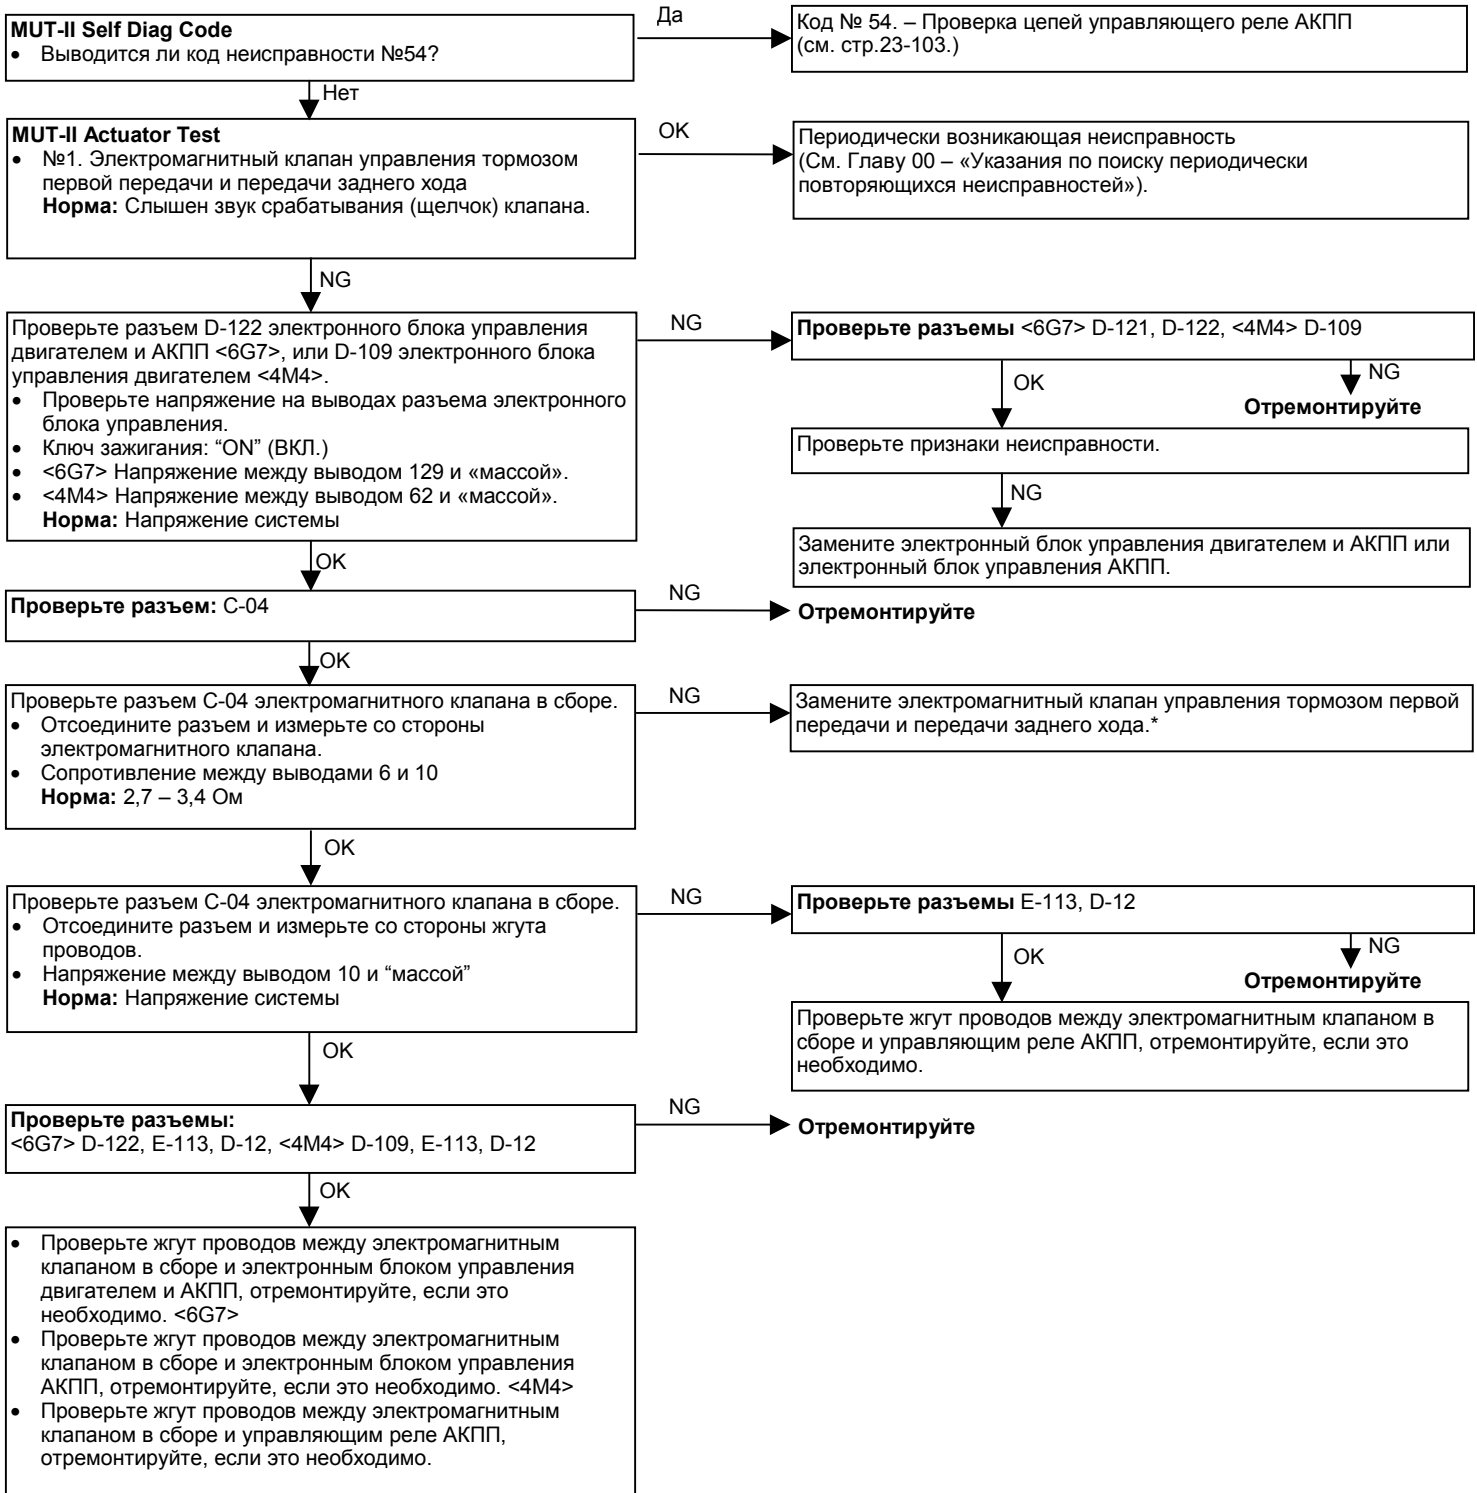 MUT-II Self Diag Code
• Выводится ли код неисправности №54?
Да
Код № 54. – Проверка цепей управляющего реле АКПП
(см. стр.23-103.)
Нет
MUT-II Actuator Test
• №1. Электромагнитный клапан управления тормозом
первой передачи и передачи заднего хода
Норма: Слышен звук срабатывания (щелчок) клапана.
OK
Периодически возникающая неисправность
(См. Главу 00 – «Указания по поиску периодически
повторяющихся неисправностей»).
NG
Проверьте разъем D-122 электронного блока управления
двигателем и АКПП <6G7>, или D-109 электронного блока
управления двигателем <4M4>.
• Проверьте напряжение на выводах разъема электронного
блока управления.
• Ключ зажигания: “ON” (ВКЛ.)
• <6G7> Напряжение между выводом 129 и «массой».
• <4M4> Напряжение между выводом 62 и «массой».
Норма: Напряжение системы
NG
Проверьте разъемы <6G7> D-121, D-122, <4M4> D-109
OK
NG
Отремонтируйте
Проверьте признаки неисправности.
NG
Замените электронный блок управления двигателем и АКПП или
электронный блок управления АКПП.
OK
Проверьте разъем: C-04
NG
Отремонтируйте
OK
Проверьте разъем C-04 электромагнитного клапана в сборе.
• Отсоедините разъем и измерьте со стороны
электромагнитного клапана.
• Сопротивление между выводами 6 и 10
Норма: 2,7 – 3,4 Ом
NG
Замените электромагнитный клапан управления тормозом первой
передачи и передачи заднего хода.*
OK
Проверьте разъем C-04 электромагнитного клапана в сборе.
• Отсоедините разъем и измерьте со стороны жгута
проводов.
• Напряжение между выводом 10 и “массой”
Норма: Напряжение системы
NG
Проверьте разъемы E-113, D-12
OK
NG
Отремонтируйте
Проверьте жгут проводов между электромагнитным клапаном в
сборе и управляющим реле АКПП, отремонтируйте, если это
необходимо.
OK
Проверьте разъемы:
<6G7> D-122, E-113, D-12, <4M4> D-109, E-113, D-12
NG
Отремонтируйте
OK
• Проверьте жгут проводов между электромагнитным
клапаном в сборе и электронным блоком управления
двигателем и АКПП, отремонтируйте, если это
необходимо. <6G7>
• Проверьте жгут проводов между электромагнитным
клапаном в сборе и электронным блоком управления
АКПП, отремонтируйте, если это необходимо. <4M4>
• Проверьте жгут проводов между электромагнитным
клапаном в сборе и управляющим реле АКПП,
отремонтируйте, если это необходимо.